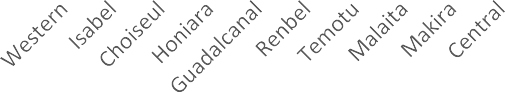 Western
Isabel
Choiseul
Honiara
Guadalcanal
Renbel
Temotu
Malaita
Makira
Central